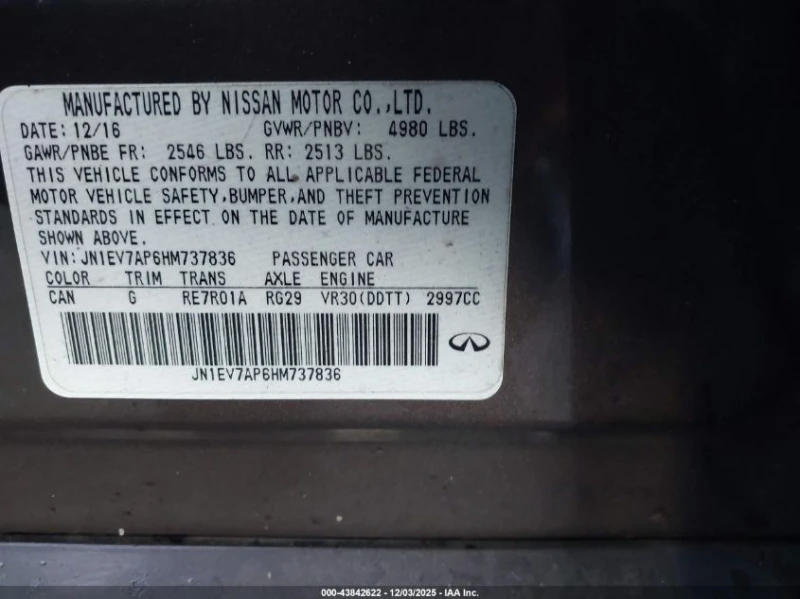 MANUFACTURED BY NISSAN MOTOR CO.,LTD.
DATE: 12/16 GVWR/PNBV: 4980 LBS.
GAWR/PNBE FR: 2546 LBS. RR: 2513 LBS.
THIS VEHICLE CONFORMS TO ALL APPLICABLE FEDERAL
MOTOR VEHICLE SAFETY,BUMPER,AND THEFT PREVENTION
STANDARDS IN EFFECT ON THE DATE OF MANUFACTURE
SHOWN ABOVE.
VIN: JN1EV7AP6HM737836 PASSENGER CAR
COLOR TRIM TRANS AXLE ENGINE
CAN G RE7R01A RG29 VR30(DDTT) 2997CC
JN1EV7AP6HM737836
000-43842622 - 12/03/2025 - IAA Inc.